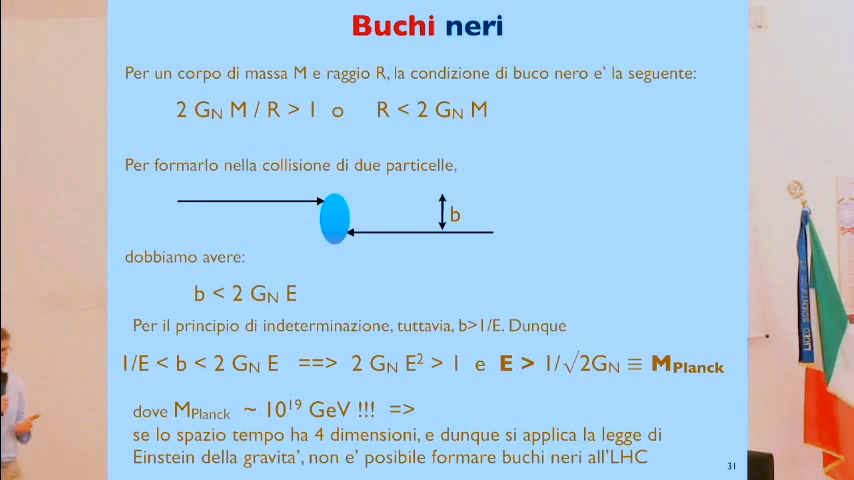 Buchi neri
Per un corpo di massa M e raggio R, la condizione di buco nero e' la seguente:
2 GN M / R > 1 o R < 2 GN M
Per formarlo nella collisione di due particelle,
b
dobbiamo avere:
b < 2 GN E
Per il principio di indeterminazione, tuttavia, b>1/E. Dunque
1/E < b < 2 GN E ==> 2 GN E² > 1 e E > 1/√2GN ≡ MPlanck
dove MPlanck ~ 10¹⁹ GeV !!! =>
se lo spazio tempo ha 4 dimensioni, e dunque si applica la legge di
Einstein della gravita', non e' posibile formare buchi neri all'LHC
31
LICEO SCIENTIFICO